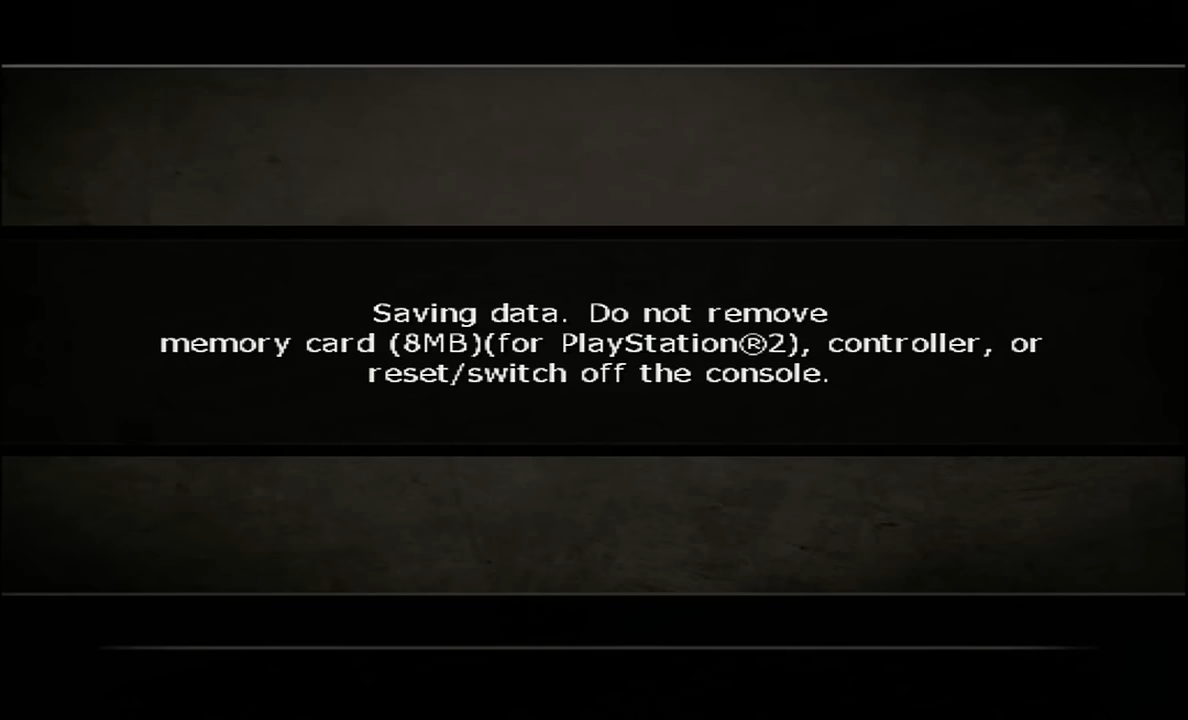 Saving data. Do not remove
memory card (8MB)(for PlayStation®2), controller, or
reset/switch off the console.